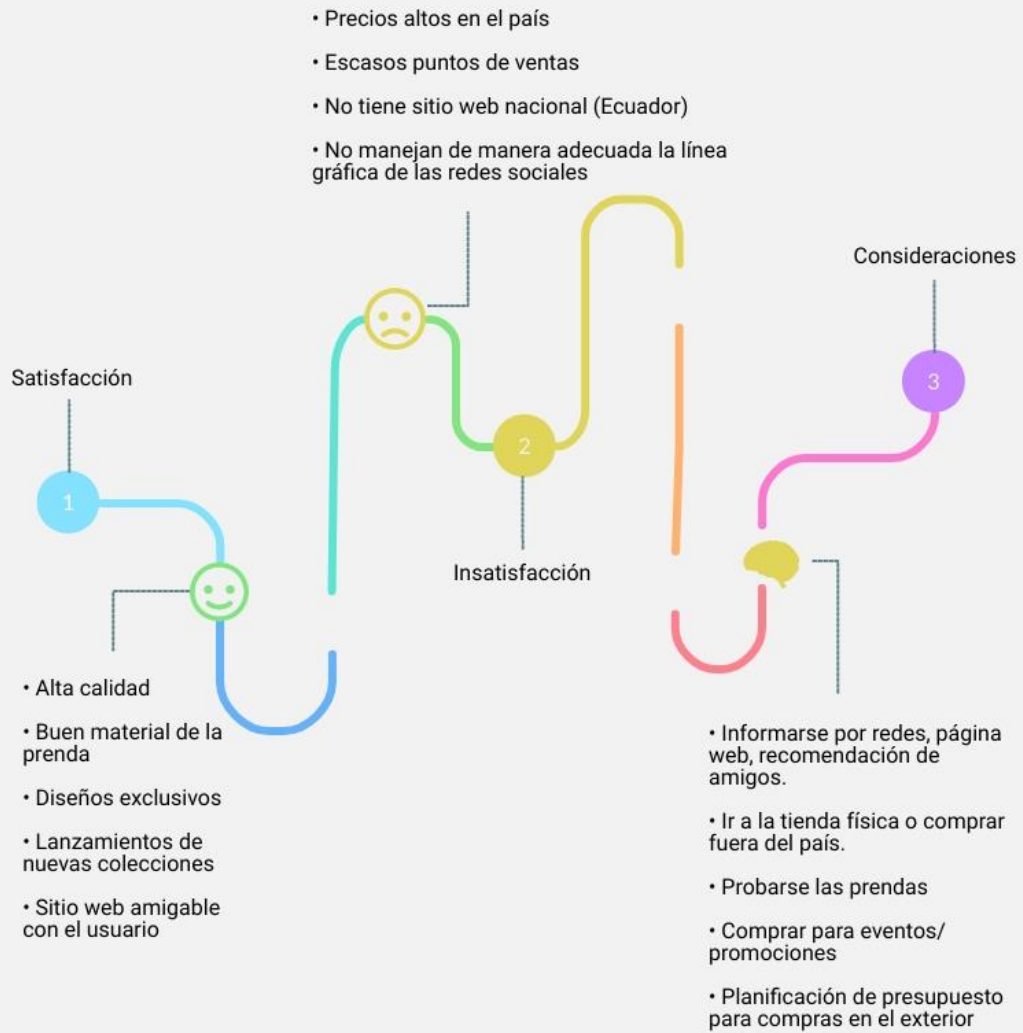 • Precios altos en el país
• Escasos puntos de ventas
• No tiene sitio web nacional (Ecuador)
• No manejan de manera adecuada la línea
gráfica de las redes sociales
Consideraciones
3
Satisfacción
2
1
Insatisfacción
• Alta calidad
• Buen material de la
prenda
• Diseños exclusivos
• Lanzamientos de
nuevas colecciones
• Sitio web amigable
con el usuario
• Informarse por redes, página
web, recomendación de
amigos.
• Ir a la tienda física o comprar
fuera del país.
• Probarse las prendas
• Comprar para eventos/
promociones
• Planificación de presupuesto
para compras en el exterior